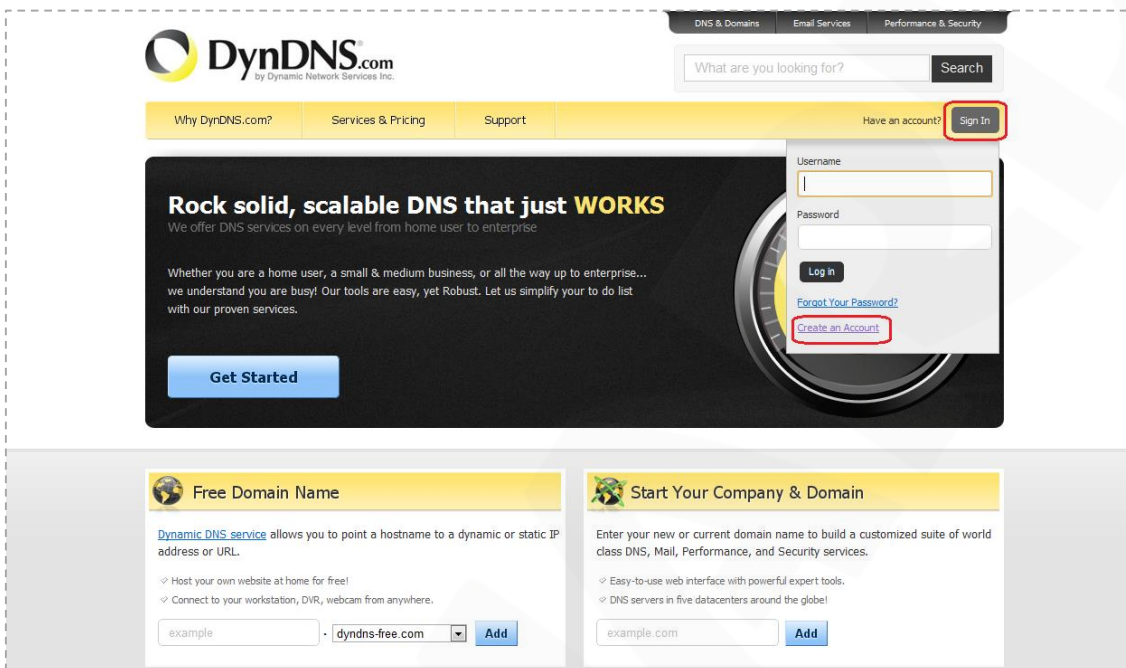 DNS & Domains Email Services Performance & Security
DynDNS.com
by Dynamic Network Services Inc.
What are you looking for? Search
Why DynDNS.com? Services & Pricing Support Have an account? Sign In
Username
Password
Log in
Forgot Your Password?
Create an Account
Rock solid, scalable DNS that just WORKS
We offer DNS services on every level from home user to enterprise
Whether you are a home user, a small & medium business, or all the way up to enterprise...
we understand you are busy! Our tools are easy, yet Robust. Let us simplify your to do list
with our proven services.
Get Started
Free Domain Name
Dynamic DNS service allows you to point a hostname to a dynamic or static IP
address or URL.
Host your own website at home for free!
Connect to your workstation, DVR, webcam from anywhere.
example . dyndns-free.com Add
Start Your Company & Domain
Enter your new or current domain name to build a customized suite of world
class DNS, Mail, Performance, and Security services.
Easy-to-use web interface with powerful expert tools.
DNS servers in five datacenters around the globe!
example.com Add